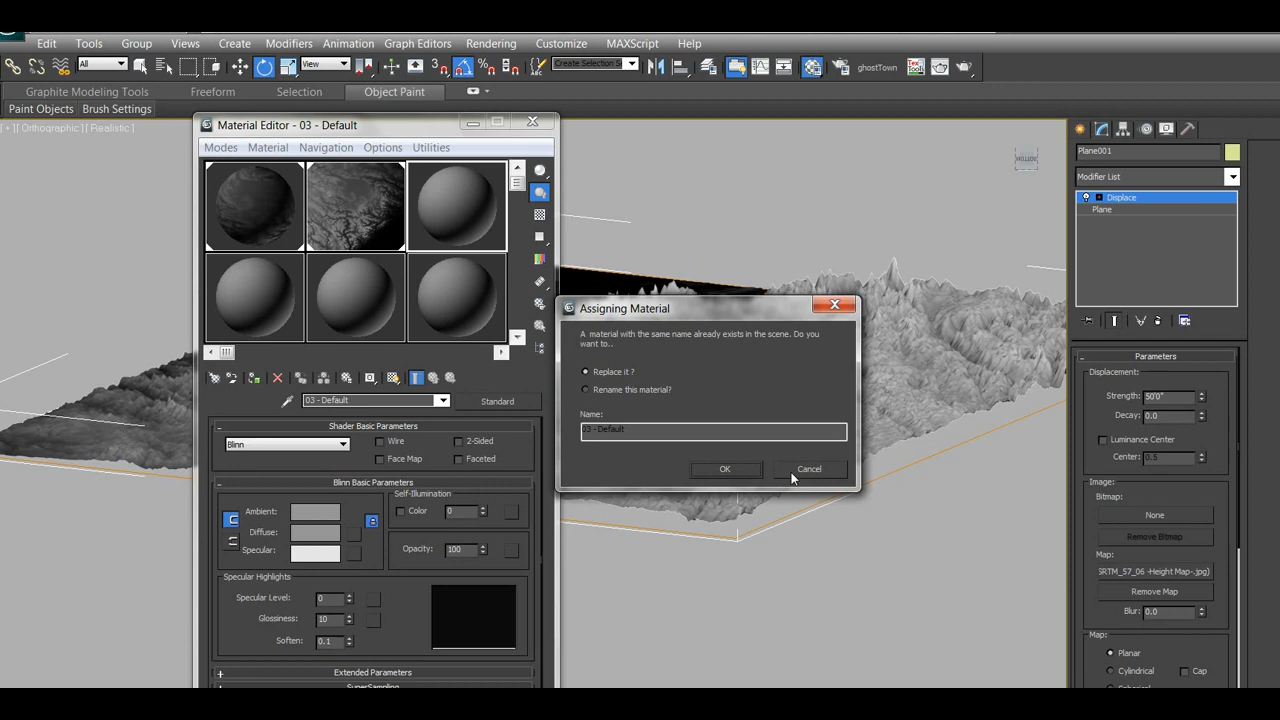 Edit Tools Group Views Create Modifiers Animation Graph Editors Rendering Customize MAXScript Help
All View 3 Create Selection S ghostTown
Graphite Modeling Tools Freeform Selection Object Paint
Paint Objects Brush Settings
[ + ] [ Orthographic ] [ Realistic ]
Material Editor - 03 - Default
Modes Material Navigation Options Utilities
03 - Default Standard
Shader Basic Parameters
Blinn Wire 2-Sided
Face Map Faceted
Blinn Basic Parameters
Self-Illumination
Ambient: Color 0
Diffuse:
Specular: Opacity: 100
Specular Highlights
Specular Level: 0
Glossiness: 10
Soften: 0.1
Extended Parameters
SuperSampling
Assigning Material
A material with the same name already exists in the scene. Do you
want to..
Replace it ?
Rename this material?
Name:
03 - Default
OK Cancel
Plane001
Modifier List
Displace
Plane
Parameters
Displacement:
Strength: 50'0"
Decay: 0.0
Luminance Center
Center: 0.5
Image:
Bitmap:
None
Remove Bitmap
Map:
SRTM_57_06 -Height Map-.jpg)
Remove Map
Blur: 0.0
Map:
Planar
Cylindrical Cap